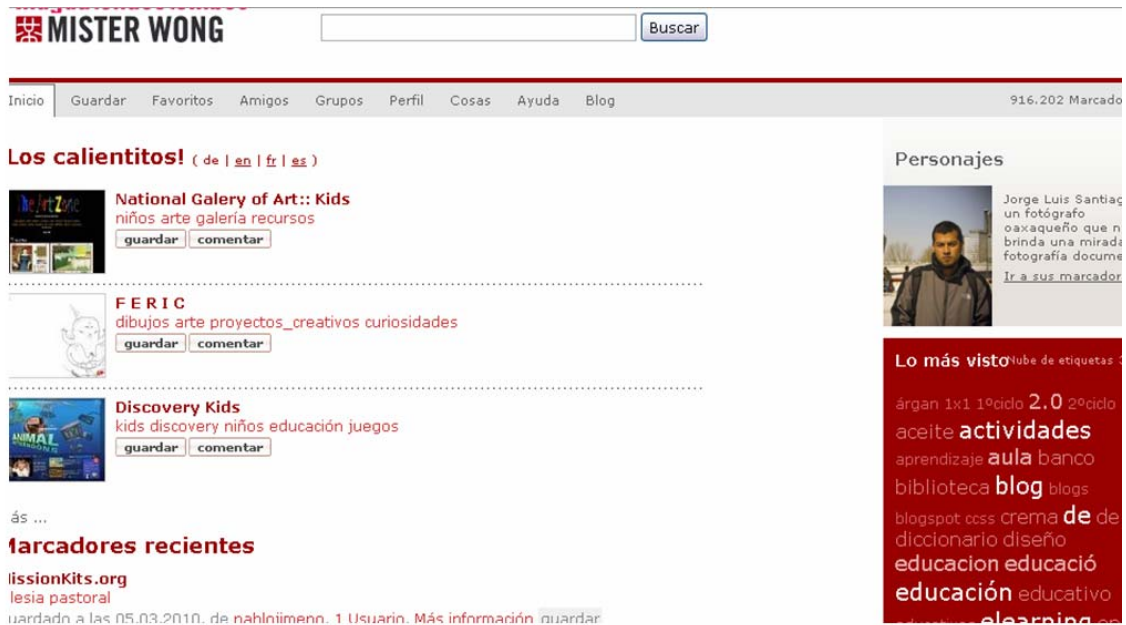 MISTER WONG
Buscar
Inicio Guardar Favoritos Amigos Grupos Perfil Cosas Ayuda Blog
916.202 Marcado
Los calientitos! ( de | en | fr | es )
National Galery of Art:: Kids
niños arte galería recursos
guardar comentar
F E R I C
dibujos arte proyectos_creativos curiosidades
guardar comentar
Discovery Kids
kids discovery niños educación juegos
guardar comentar
ás ...
Marcadores recientes
issionKits.org
lesia pastoral
uardado a las 05.03.2010, de pablojimeno, 1 Usuario, Más información guardar
Personajes
Jorge Luis Santiag
un fotógrafo
oaxaqueño que n
brinda una mirada
fotografía docume
Ir a sus marcador
Lo más visto Nube de etiquetas
árgan 1x1 1ºciclo 2.0 2ºciclo
aceite actividades
aprendizaje aula banco
biblioteca blog blogs
blogspot ccss crema de de
diccionario diseño
educacion educació
educación educativo
elearning